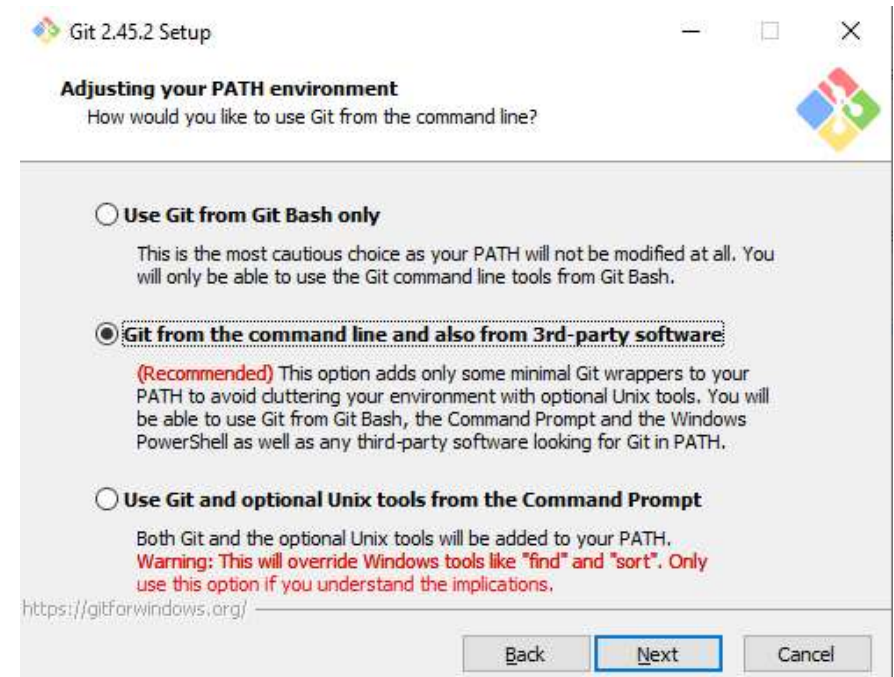 Git 2.45.2 Setup
Adjusting your PATH environment
How would you like to use Git from the command line?
Use Git from Git Bash only
This is the most cautious choice as your PATH will not be modified at all. You
will only be able to use the Git command line tools from Git Bash.
Git from the command line and also from 3rd-party software
(Recommended) This option adds only some minimal Git wrappers to your
PATH to avoid cluttering your environment with optional Unix tools. You will
be able to use Git from Git Bash, the Command Prompt and the Windows
PowerShell as well as any third-party software looking for Git in PATH.
Use Git and optional Unix tools from the Command Prompt
Both Git and the optional Unix tools will be added to your PATH.
Warning: This will override Windows tools like "find" and "sort". Only
use this option if you understand the implications.
https://gitforwindows.org/
Back Next Cancel